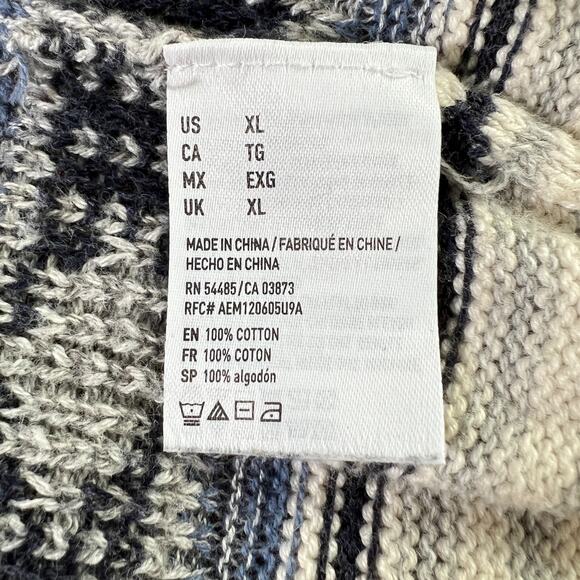 US XL
CA TG
MX EXG
UK XL
MADE IN CHINA / FABRIQUÉ EN CHINE /
HECHO EN CHINA
RN 54485/CA 03873
RFC# AEM120605U9A
EN 100% COTTON
FR 100% COTON
SP 100% algodón